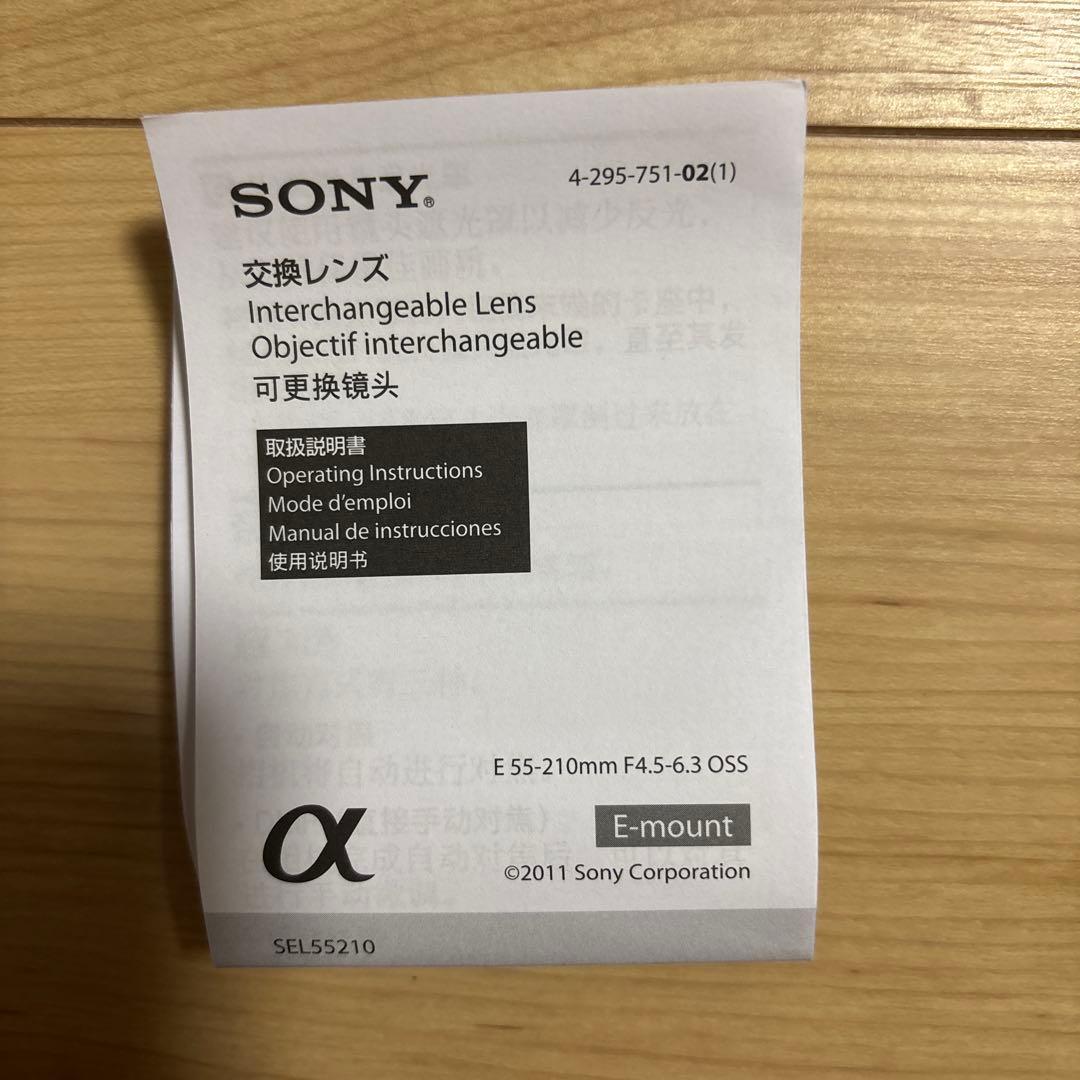 SONY®
4-295-751-02(1)
交換レンズ
Interchangeable Lens
Objectif interchangeable
可更换镜头
取扱説明書
Operating Instructions
Mode d'emploi
Manual de instrucciones
使用说明书
E 55-210mm F4.5-6.3 OSS
α
E-mount
©2011 Sony Corporation
SEL55210